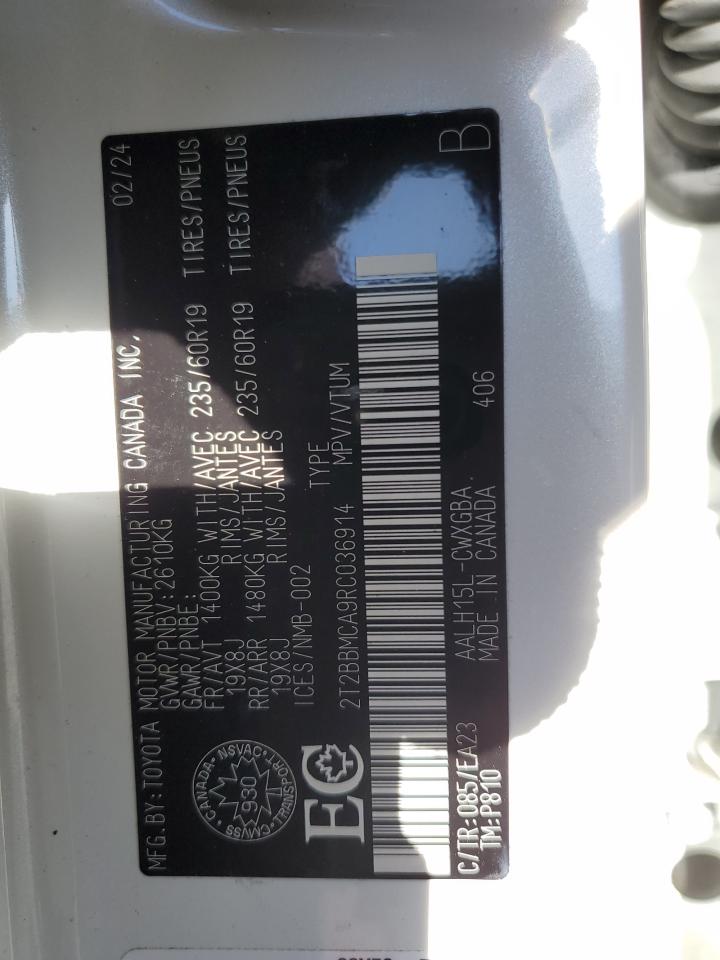 MFG.BY:TOYOTA MOTOR MANUFACTURING CANADA INC. 02/24
GVWR/PNBV:2610KG
GAWR/PNBE:
FR/AVT 1400KG WITH/AVEC 235/60R19 TIRES/PNEUS
19X8J RIMS/JANTES
RR/ARR 1480KG WITH/AVEC 235/60R19 TIRES/PNEUS
19X8J RIMS/JANTES
ICES/NMB-002 TYPE
2T2BBMCA9RC036914 MPV/VTUM
CANADA • NSVAC • TRANSPORT • CMVSS
930
EC
C/TR:085/EA23 AALH15L-CWXGBA. 406 B
TM:P810 MADE IN CANADA